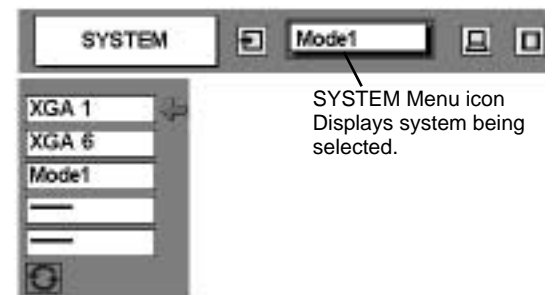 SYSTEM Mode1
SYSTEM Menu icon
Displays system being
selected.
XGA 1
XGA 6
Mode1